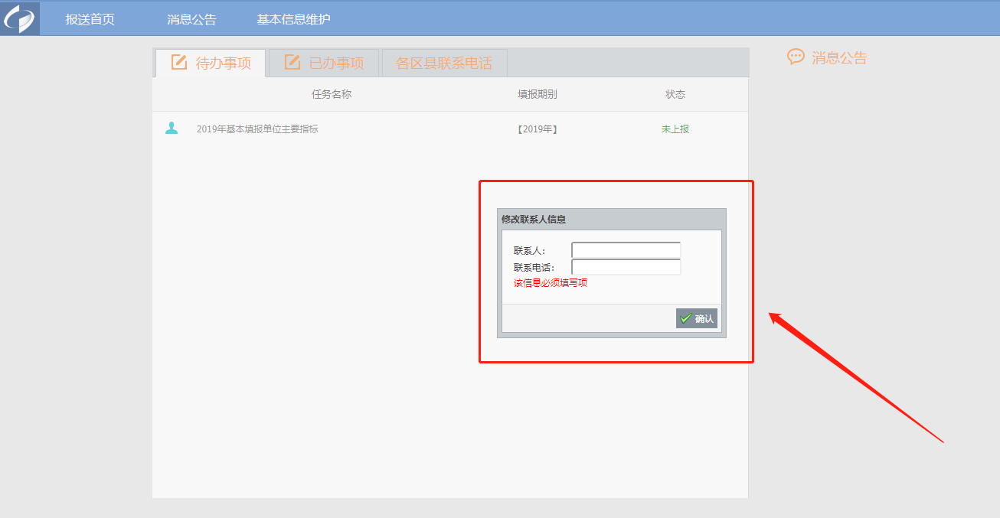 报送首页 消息公告 基本信息维护
待办事项 已办事项 各区县联系电话
消息公告
任务名称 填报期别 状态
2019年基本填报单位主要指标 【2019年】 未上报
修改联系人信息
联系人:
联系电话:
该信息必须填写项
确认